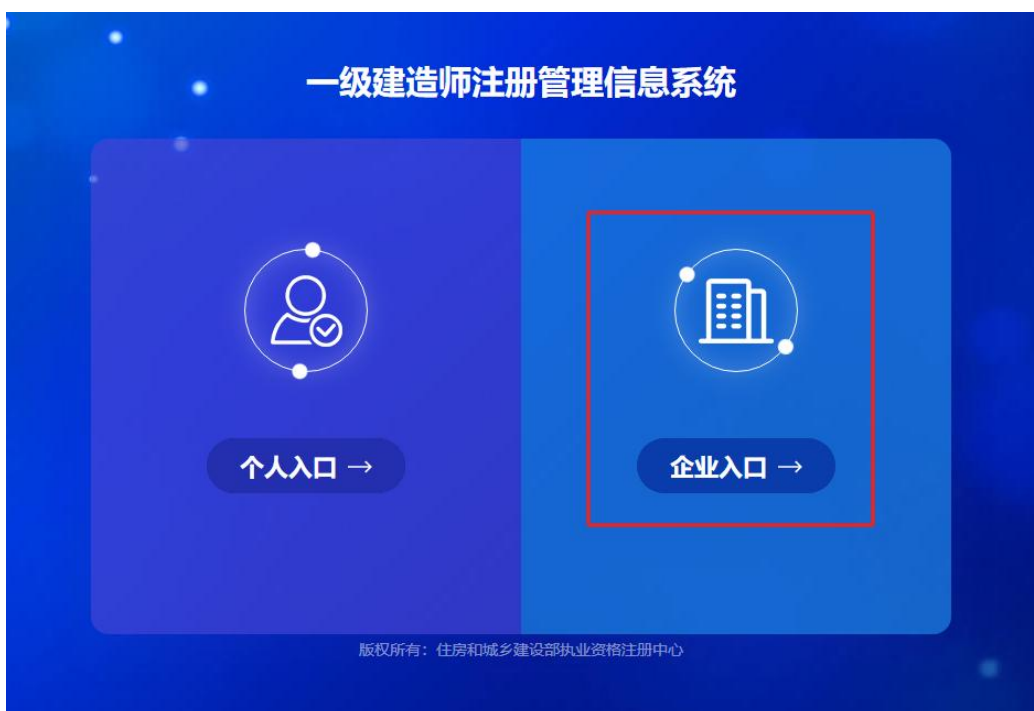 一级建造师注册管理信息系统
个人入口 →
企业入口 →
版权所有：住房和城乡建设部执业资格注册中心